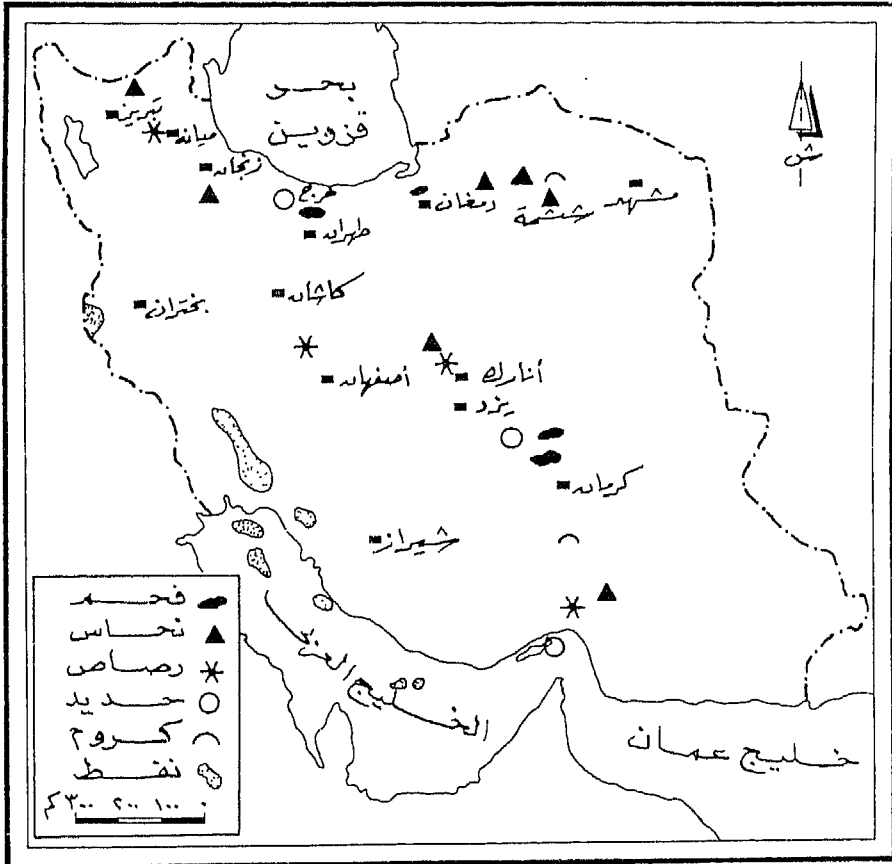 بحر
قزوين
تبريز
ميانه
زنجان
كرج
طهران
دمغان
ششمة
مشهد
ش
بختران
كاشان
أصفهان
أنارك
يزد
كرمان
شيراز
الخليج العربي
خليج عمان
فحم
نحاس
رصاص
حديد
كروم
نفط
٠ ١٠٠ ٢٠٠ ٣٠٠ كم